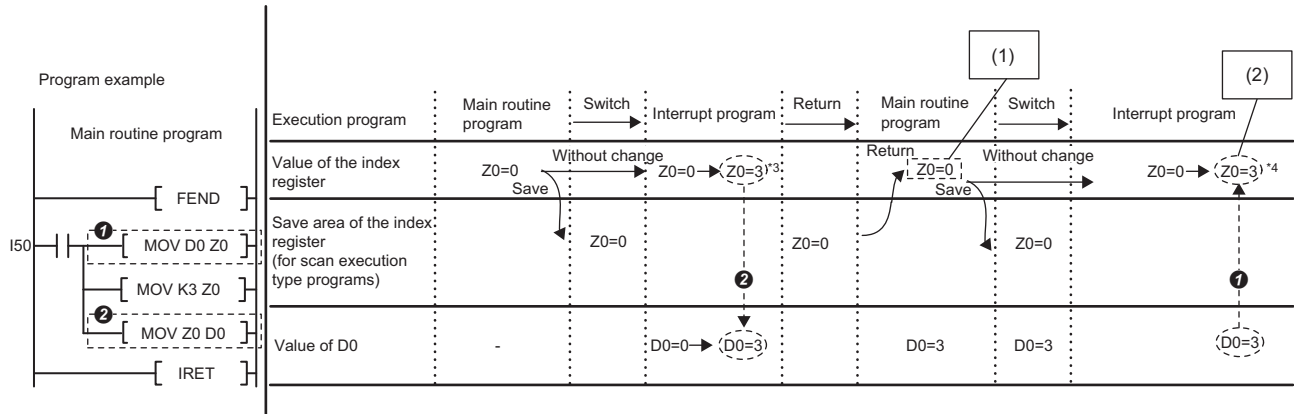 (1)
(2)
Program example
Main routine program
FEND
I50
❶
MOV D0 Z0
MOV K3 Z0
❷
MOV Z0 D0
IRET
Execution program
Main routine
program
Switch
Interrupt program
Return
Main routine
program
Switch
Interrupt program
Value of the index
register
Z0=0
Without change
Save
Z0=0
Z0=3
*3
Return
Z0=0
Without change
Save
Z0=0
Z0=3
*4
Save area of the index
register
(for scan execution
type programs)
Z0=0
Z0=0
Z0=0
❷
❶
Value of D0
-
D0=0
D0=3
D0=3
D0=3
D0=3